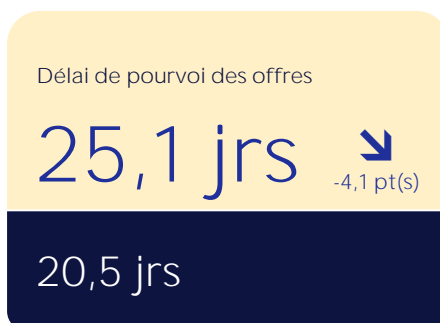 Délai de pourvoi des offres
25,1 jrs
-4,1 pt(s)
20,5 jrs